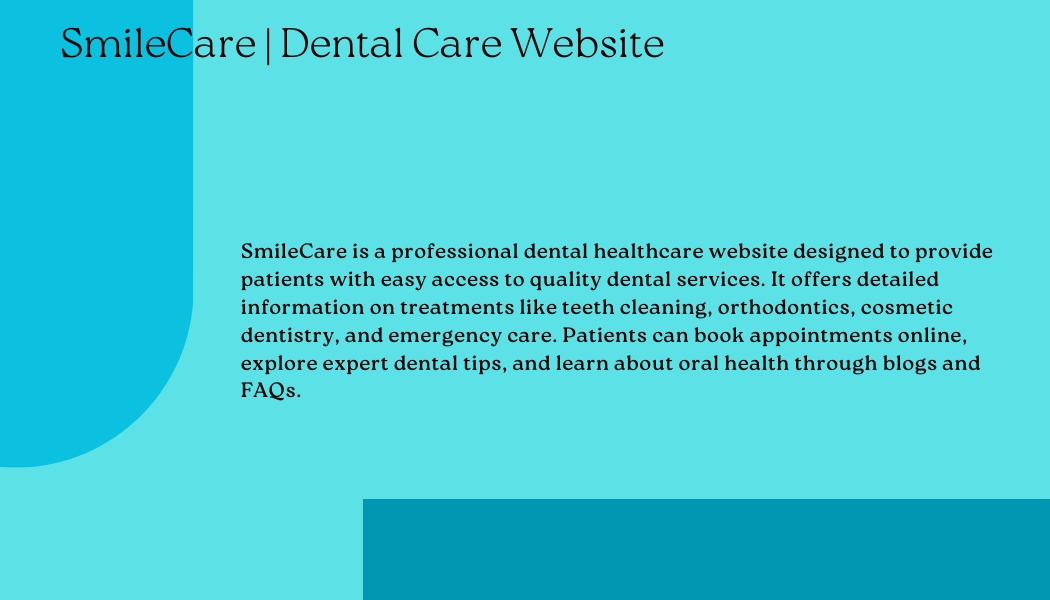 SmileCare | Dental Care Website
SmileCare is a professional dental healthcare website designed to provide
patients with easy access to quality dental services. It offers detailed
information on treatments like teeth cleaning, orthodontics, cosmetic
dentistry, and emergency care. Patients can book appointments online,
explore expert dental tips, and learn about oral health through blogs and
FAQs.